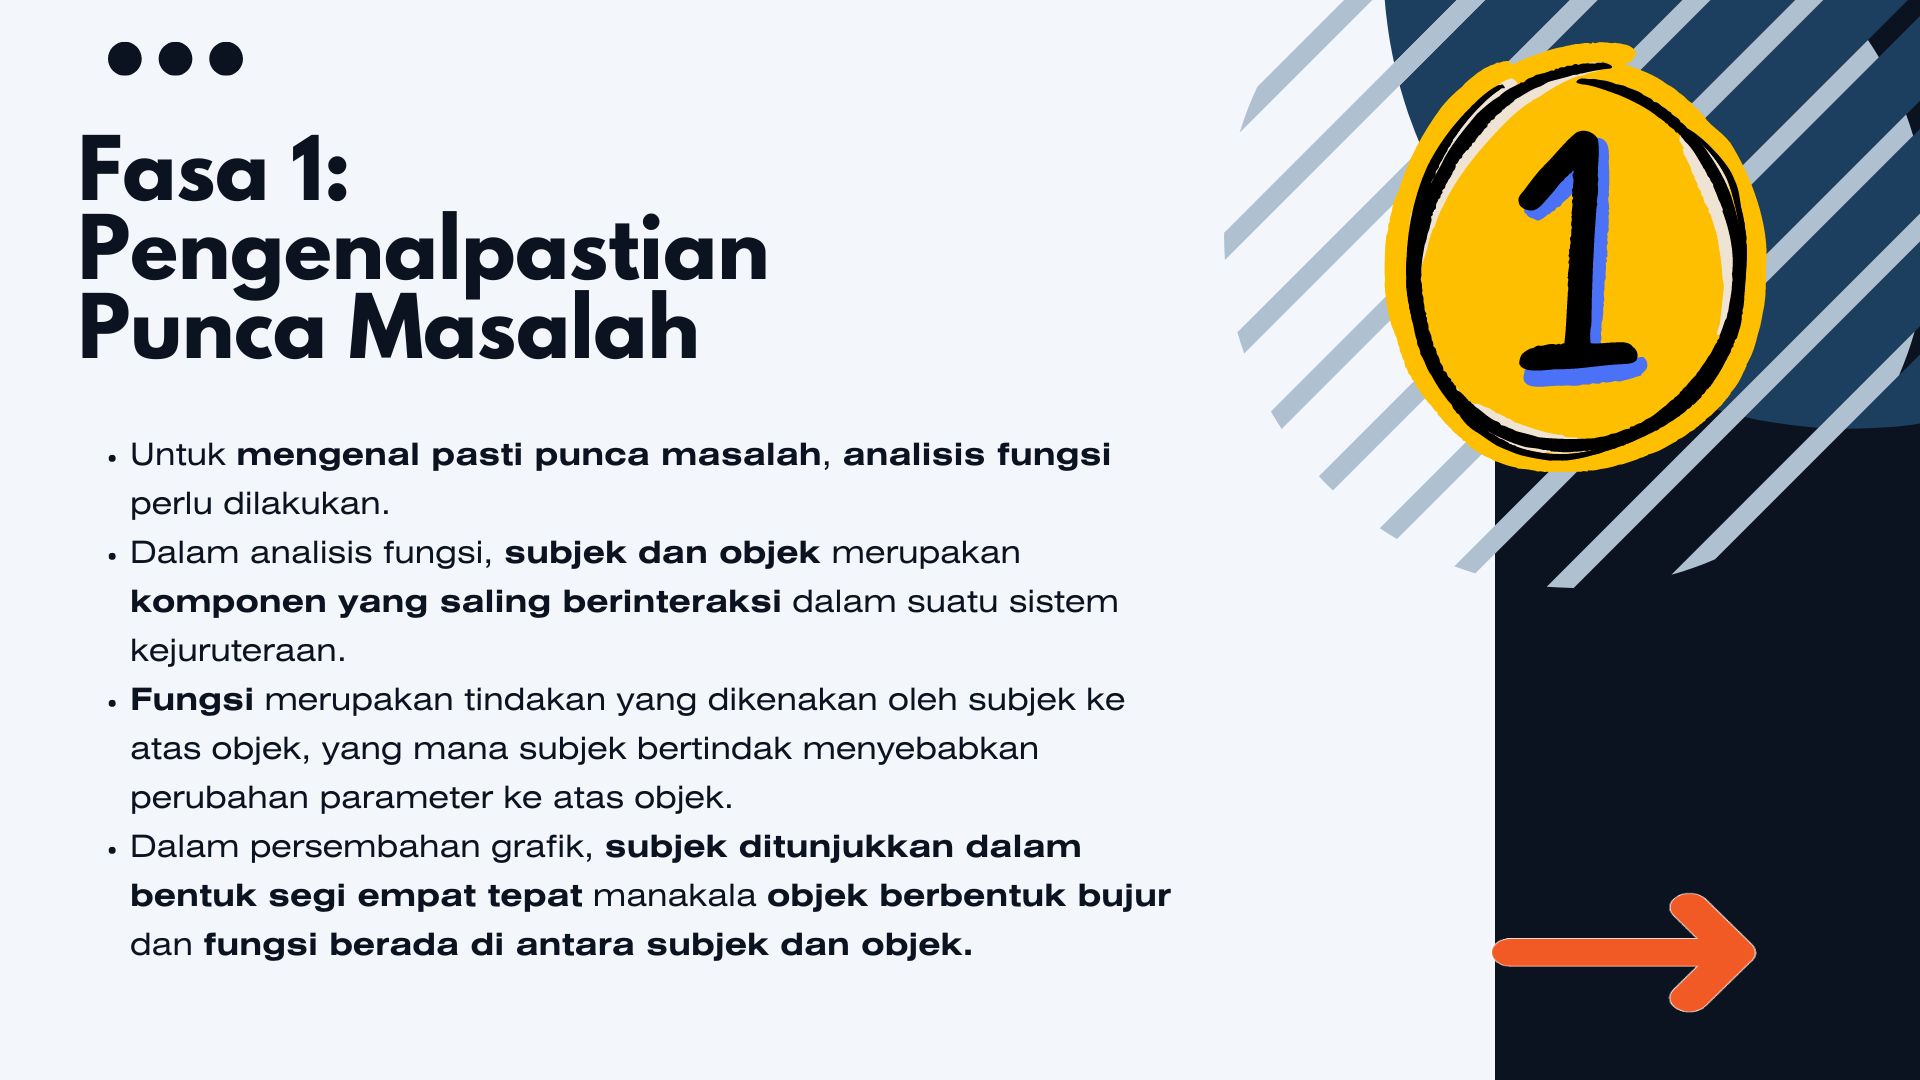 Fasa 1:
Pengenalpastian
Punca Masalah
1
• Untuk mengenal pasti punca masalah, analisis fungsi
perlu dilakukan.
• Dalam analisis fungsi, subjek dan objek merupakan
komponen yang saling berinteraksi dalam suatu sistem
kejuruteraan.
• Fungsi merupakan tindakan yang dikenakan oleh subjek ke
atas objek, yang mana subjek bertindak menyebabkan
perubahan parameter ke atas objek.
• Dalam persembahan grafik, subjek ditunjukkan dalam
bentuk segi empat tepat manakala objek berbentuk bujur
dan fungsi berada di antara subjek dan objek.